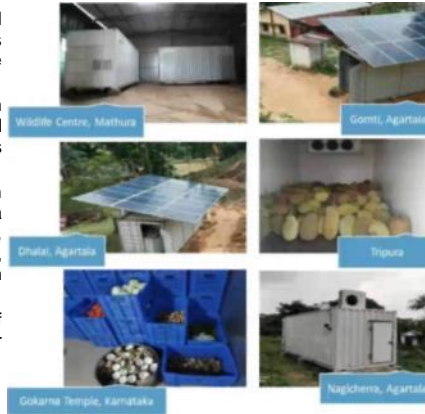 Wildlife Centre, Mathura
Gomti, Agartala
Dhalai, Agartala
Tripura
Gokarna Temple, Karnataka
Nagicherra, Agartala